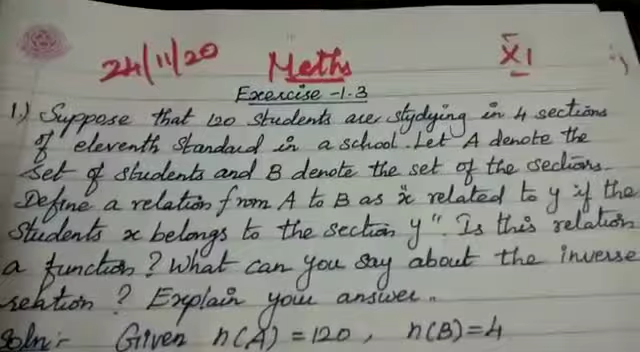 24/11/20 Maths XI
Exercise -1.3
1.) Suppose that 120 students are stydying in 4 sections
of eleventh standard in a school. Let A denote the
set of students and B denote the set of the sections.
Define a relation from A to B as "x related to y if the
students x belongs to the section y". Is this relation
a function? What can you say about the inverse
relation? Explain your answer.
Soln:- Given n(A) = 120, n(B) = 4